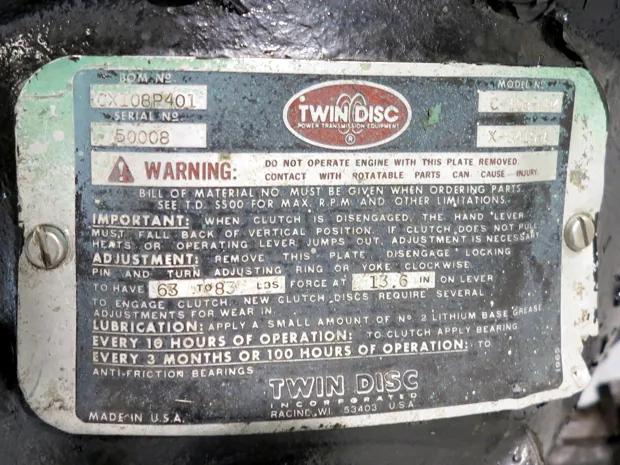 BOM Nº
CX108P401
SERIAL Nº
50008
TWIN DISC
POWER TRANSMISSION EQUIPMENT
®
MODEL Nº
WARNING: DO NOT OPERATE ENGINE WITH THIS PLATE REMOVED.
CONTACT WITH ROTATABLE PARTS CAN CAUSE INJURY
BILL OF MATERIAL NO. MUST BE GIVEN WHEN ORDERING PARTS.
SEE T.D. S500 FOR MAX. R.P.M. AND OTHER LIMITATIONS.
IMPORTANT: WHEN CLUTCH IS DISENGAGED, THE HAND LEVER
MUST FALL BACK OF VERTICAL POSITION. IF CLUTCH DOES NOT PULL
HEATS OR OPERATING LEVER JUMPS OUT, ADJUSTMENT IS NECESSARY
ADJUSTMENT: REMOVE THIS PLATE, DISENGAGE LOCKING
PIN AND TURN ADJUSTING RING OR YOKE CLOCKWISE.
TO HAVE 63 TO 83 LBS FORCE AT 13.6 IN ON LEVER
TO ENGAGE CLUTCH. NEW CLUTCH DISCS REQUIRE SEVERAL
ADJUSTMENTS FOR WEAR IN.
LUBRICATION: APPLY A SMALL AMOUNT OF Nº 2 LITHIUM BASE GREASE
EVERY 10 HOURS OF OPERATION: TO CLUTCH APPLY BEARING
EVERY 3 MONTHS OR 100 HOURS OF OPERATION: TO
ANTI-FRICTION BEARINGS
TWIN DISC
INCORPORATED
RACINE, WI 53403 U.S.A.
MADE IN U.S.A.